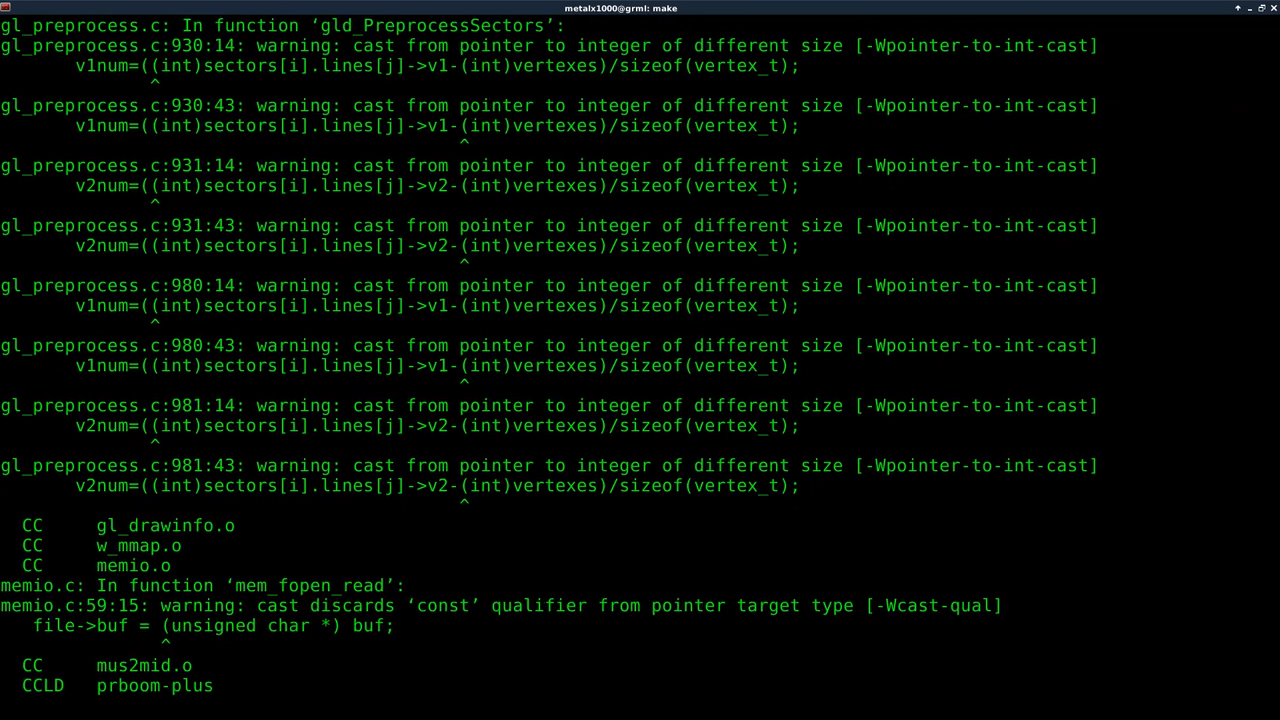 metalx1000@grml: make
gl_preprocess.c: In function ‘gld_PreprocessSectors’:
gl_preprocess.c:930:14: warning: cast from pointer to integer of different size [-Wpointer-to-int-cast]
       v1num=((int)sectors[i].lines[j]->v1-(int)vertexes)/sizeof(vertex_t);
              ^
gl_preprocess.c:930:43: warning: cast from pointer to integer of different size [-Wpointer-to-int-cast]
       v1num=((int)sectors[i].lines[j]->v1-(int)vertexes)/sizeof(vertex_t);
                                           ^
gl_preprocess.c:931:14: warning: cast from pointer to integer of different size [-Wpointer-to-int-cast]
       v2num=((int)sectors[i].lines[j]->v2-(int)vertexes)/sizeof(vertex_t);
              ^
gl_preprocess.c:931:43: warning: cast from pointer to integer of different size [-Wpointer-to-int-cast]
       v2num=((int)sectors[i].lines[j]->v2-(int)vertexes)/sizeof(vertex_t);
                                           ^
gl_preprocess.c:980:14: warning: cast from pointer to integer of different size [-Wpointer-to-int-cast]
       v1num=((int)sectors[i].lines[j]->v1-(int)vertexes)/sizeof(vertex_t);
              ^
gl_preprocess.c:980:43: warning: cast from pointer to integer of different size [-Wpointer-to-int-cast]
       v1num=((int)sectors[i].lines[j]->v1-(int)vertexes)/sizeof(vertex_t);
                                           ^
gl_preprocess.c:981:14: warning: cast from pointer to integer of different size [-Wpointer-to-int-cast]
       v2num=((int)sectors[i].lines[j]->v2-(int)vertexes)/sizeof(vertex_t);
              ^
gl_preprocess.c:981:43: warning: cast from pointer to integer of different size [-Wpointer-to-int-cast]
       v2num=((int)sectors[i].lines[j]->v2-(int)vertexes)/sizeof(vertex_t);
                                           ^
  CC     gl_drawinfo.o
  CC     w_mmap.o
  CC     memio.o
memio.c: In function ‘mem_fopen_read’:
memio.c:59:15: warning: cast discards ‘const’ qualifier from pointer target type [-Wcast-qual]
   file->buf = (unsigned char *) buf;
               ^
  CC     mus2mid.o
  CCLD   prboom-plus